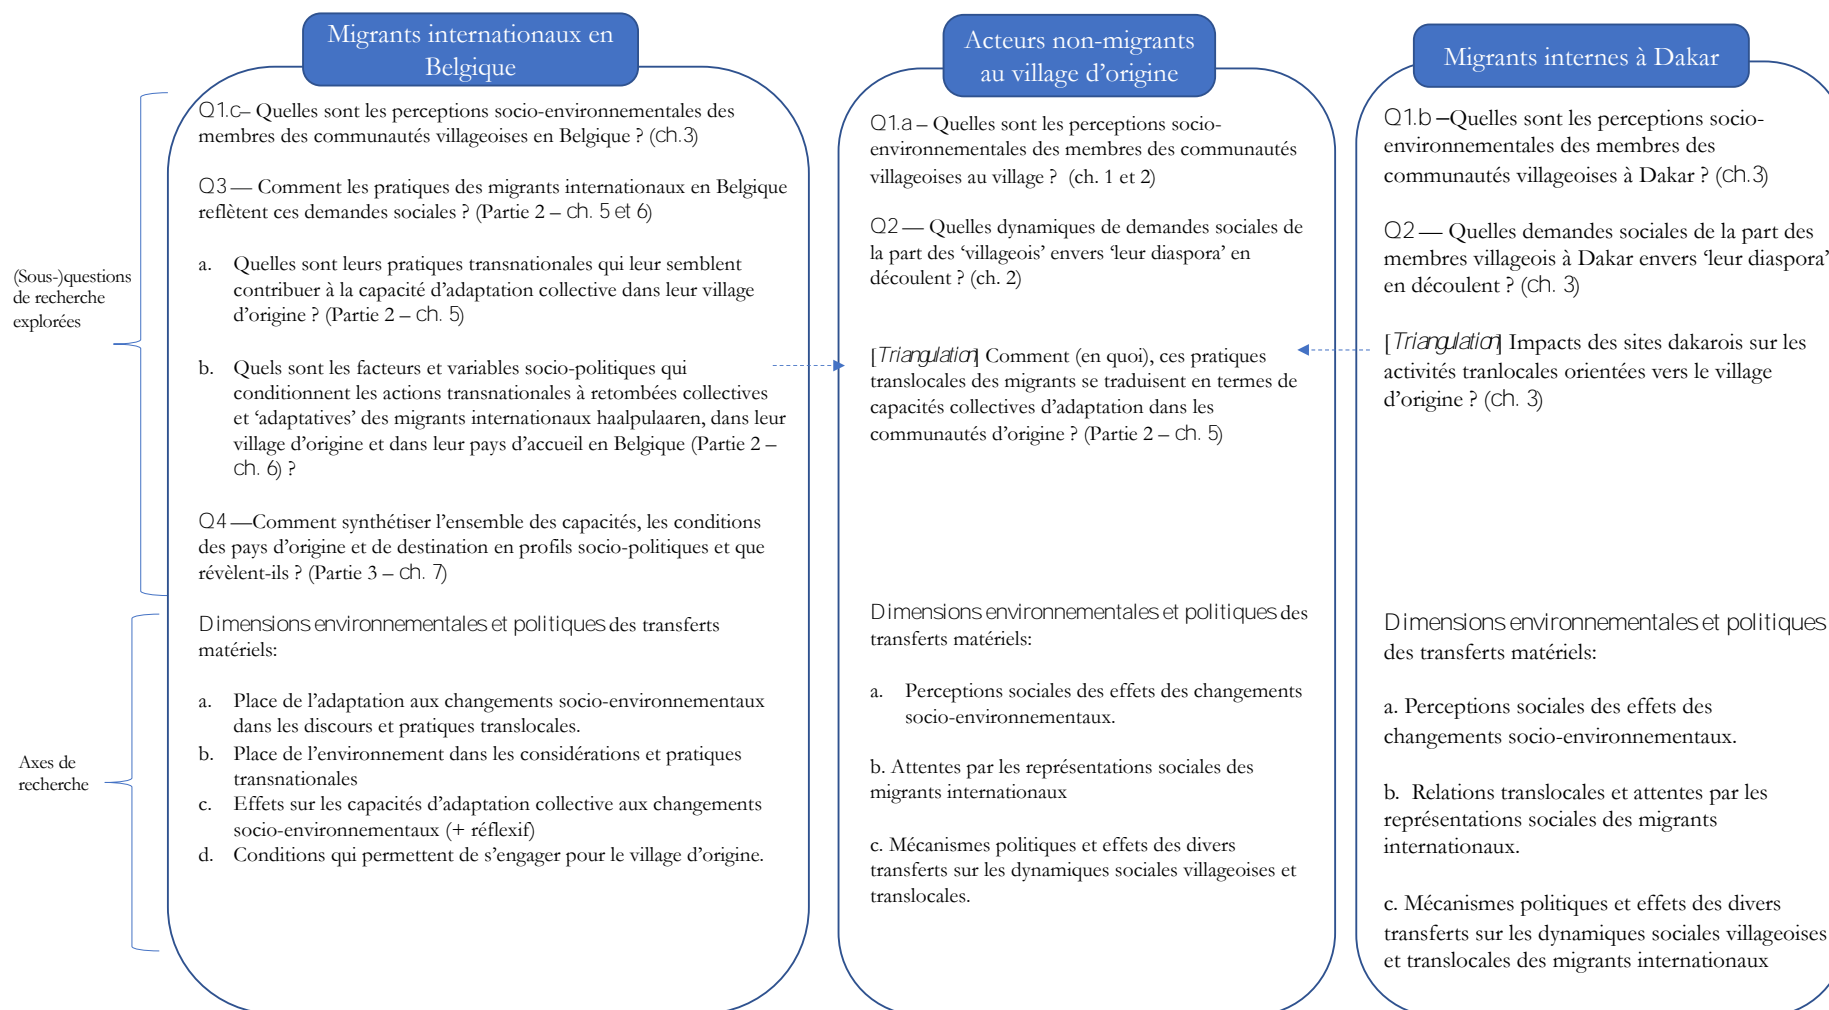 Migrants internationaux en
Belgique
Q1.c– Quelles sont les perceptions socio-environnementales des
membres des communautés villageoises en Belgique ? (ch.3)
Q3 — Comment les pratiques des migrants internationaux en Belgique
reflètent ces demandes sociales ? (Partie 2 – ch. 5 et 6)
a. Quelles sont leurs pratiques transnationales qui leur semblent
contribuer à la capacité d’adaptation collective dans leur village
d’origine ? (Partie 2 – ch. 5)
b. Quels sont les facteurs et variables socio-politiques qui
conditionnent les actions transnationales à retombées collectives
et ‘adaptatives’ des migrants internationaux haalpulaaren, dans leur
village d’origine et dans leur pays d’accueil en Belgique (Partie 2 –
ch. 6) ?
Q4 —Comment synthétiser l’ensemble des capacités, les conditions
des pays d’origine et de destination en profils socio-politiques et que
révèlent-ils ? (Partie 3 – ch. 7)
Dimensions environnementales et politiques des transferts
matériels:
a. Place de l’adaptation aux changements socio-environnementaux
dans les discours et pratiques translocales.
b. Place de l’environnement dans les considérations et pratiques
transnationales
c. Effets sur les capacités d’adaptation collective aux changements
socio-environnementaux (+ réflexif)
d. Conditions qui permettent de s’engager pour le village d’origine.
(Sous-)questions
de recherche
explorées
Axes de
recherche
Acteurs non-migrants
au village d’origine
Q1.a – Quelles sont les perceptions socio-
environnementales des membres des communautés
villageoises au village ? (ch. 1 et 2)
Q2 — Quelles dynamiques de demandes sociales de
la part des ‘villageois’ envers ‘leur diaspora’ en
découlent ? (ch. 2)
[Triangulation] Comment (en quoi), ces pratiques
translocales des migrants se traduisent en termes de
capacités collectives d’adaptation dans les
communautés d’origine ? (Partie 2 – ch. 5)
Dimensions environnementales et politiques des
transferts matériels:
a. Perceptions sociales des effets des changements
socio-environnementaux.
b. Attentes par les représentations sociales des
migrants internationaux
c. Mécanismes politiques et effets des divers
transferts sur les dynamiques sociales villageoises et
translocales.
Migrants internes à Dakar
Q1.b –Quelles sont les perceptions socio-
environnementales des membres des
communautés villageoises à Dakar ? (ch.3)
Q2 — Quelles demandes sociales de la part des
membres villageois à Dakar envers ‘leur diaspora’
en découlent ? (ch. 3)
[Triangulation] Impacts des sites dakarois sur les
activités tranlocales orientées vers le village
d’origine ? (ch. 3)
Dimensions environnementales et politiques
des transferts matériels:
a. Perceptions sociales des effets des
changements socio-environnementaux.
b. Relations translocales et attentes par les
représentations sociales des migrants
internationaux.
c. Mécanismes politiques et effets des divers
transferts sur les dynamiques sociales villageoises
et translocales des migrants internationaux